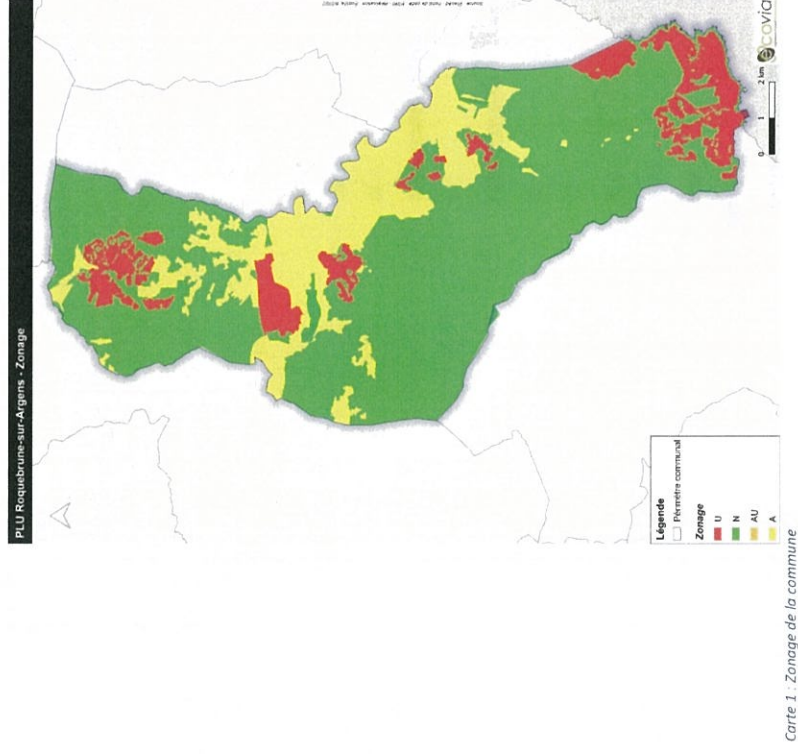 PLU Roquebrune-sur-Argens - Zonage
Légende
Périmètre communal
Zonage
U
N
AU
A
0 1 2 km
ecovia
Carte 1 : Zonage de la commune